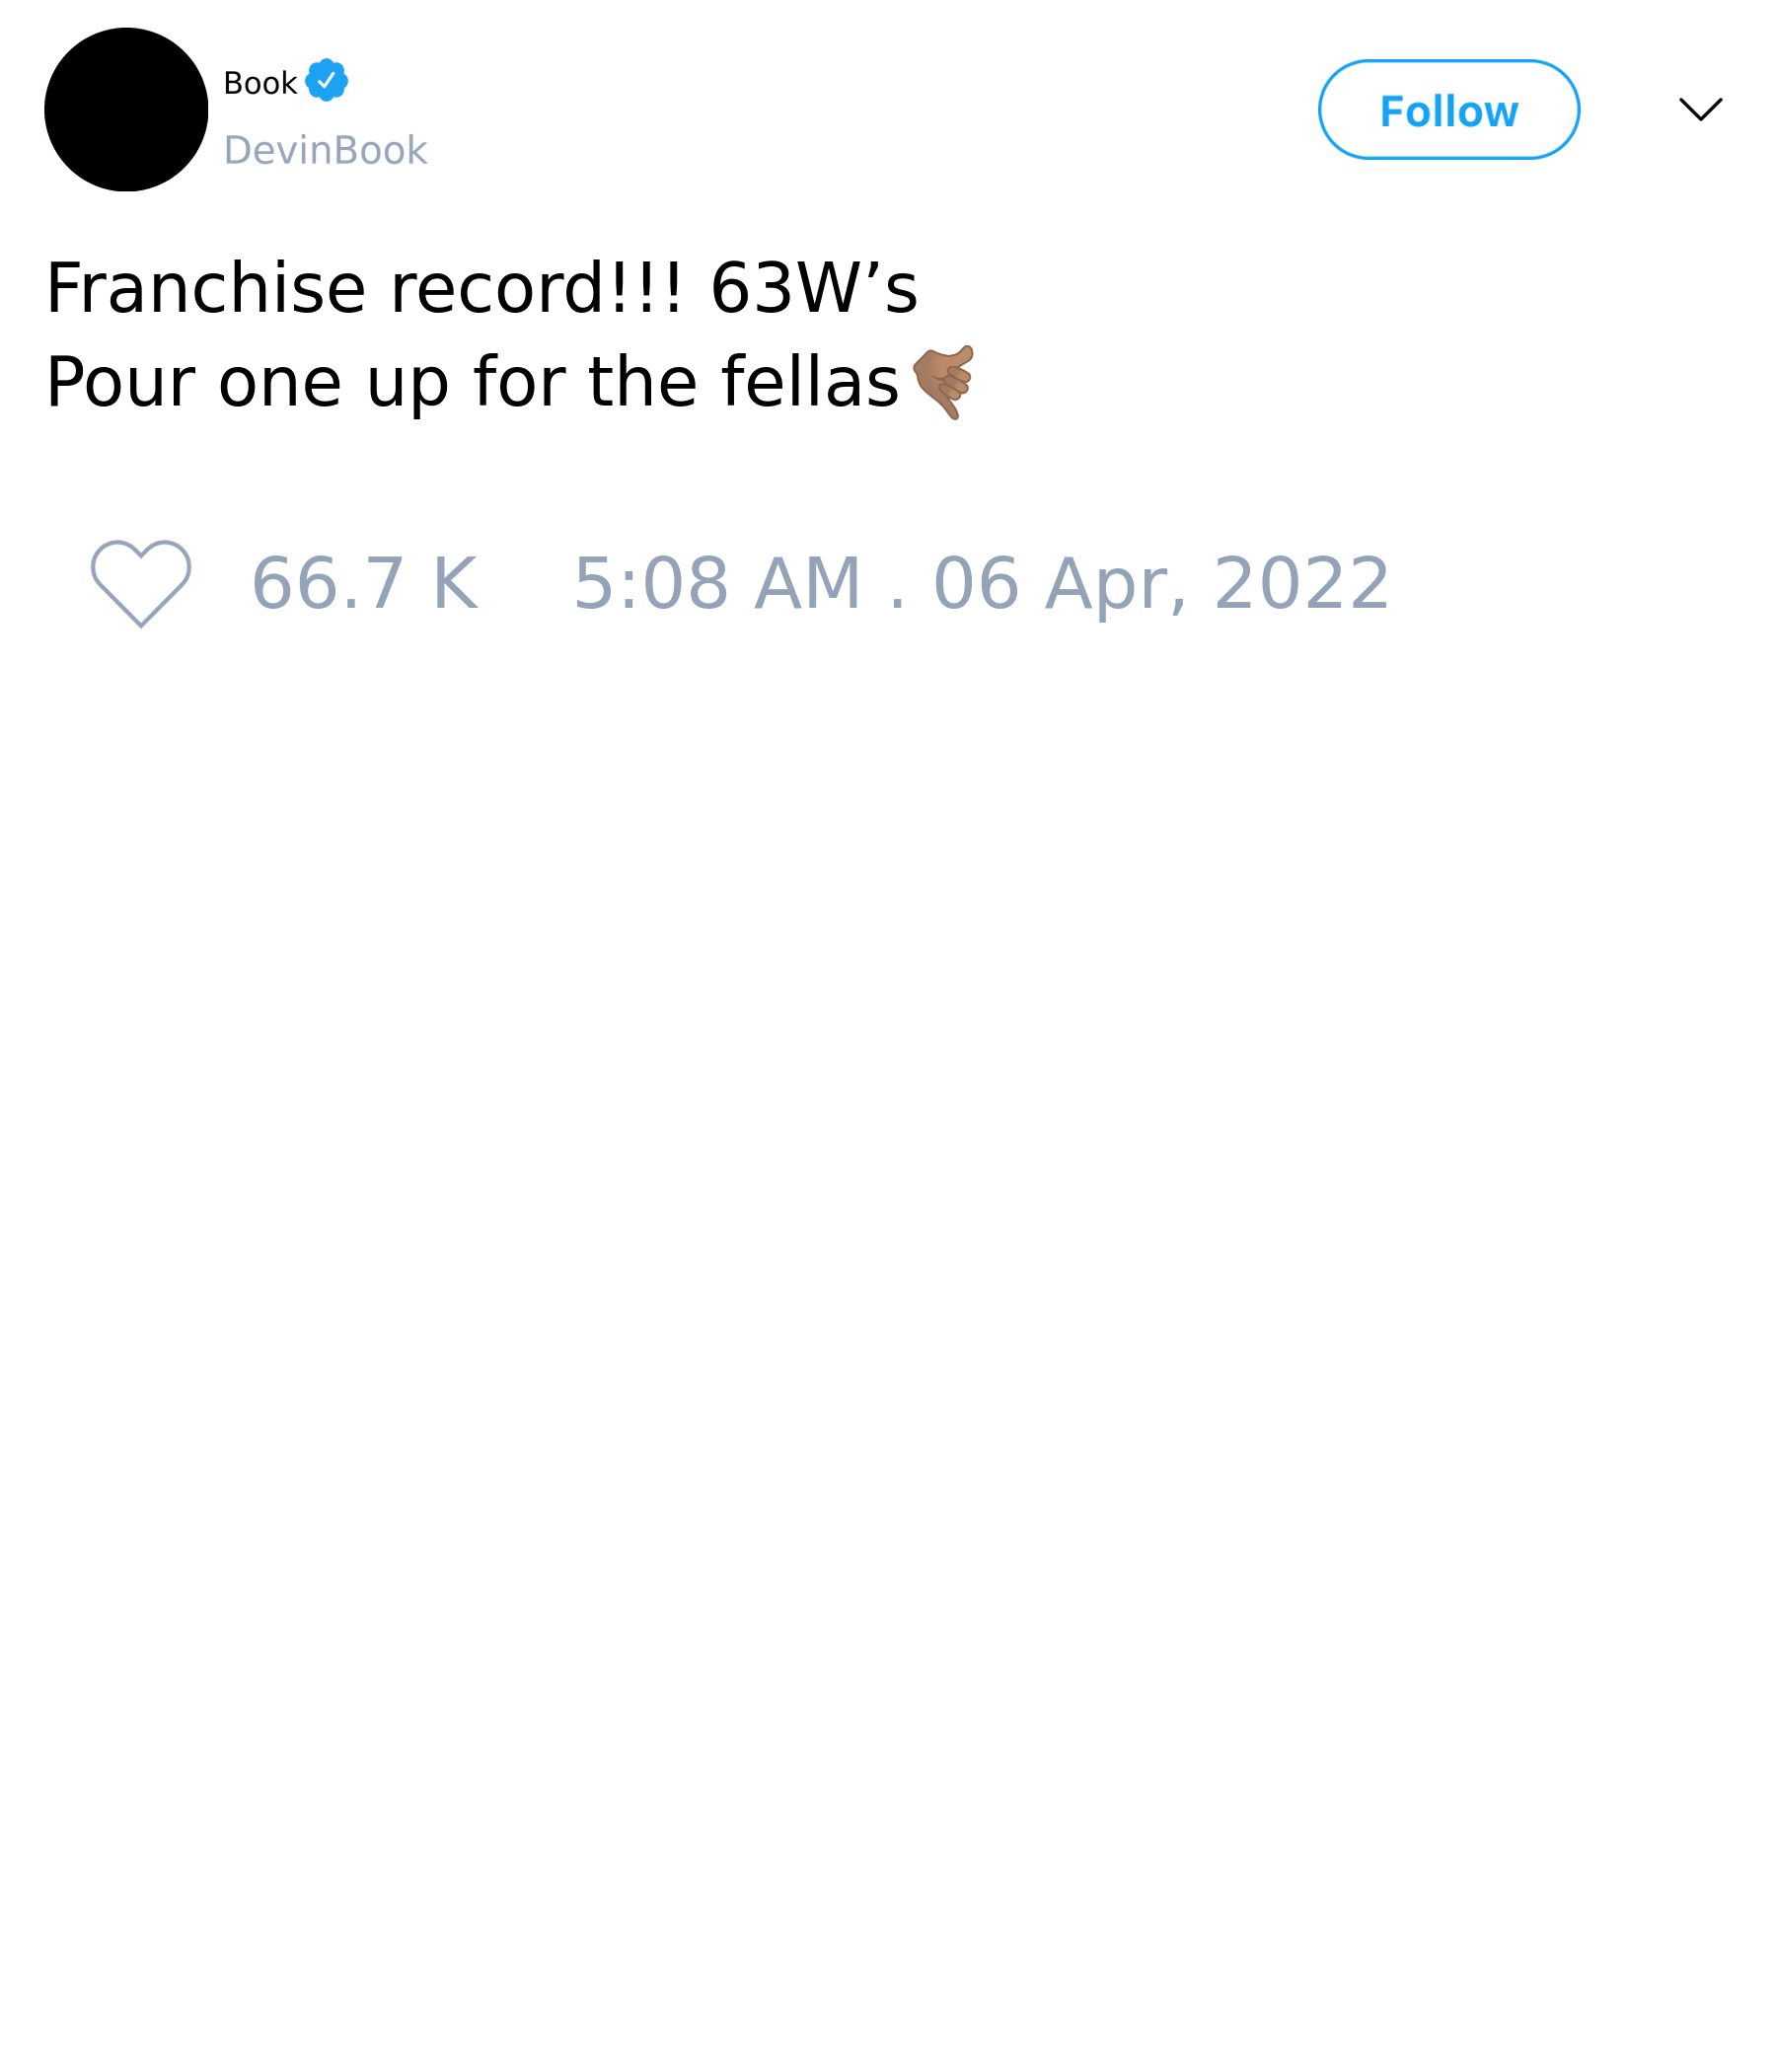 Book
DevinBook
Follow
Franchise record!!! 63W’s
Pour one up for the fellas🤙🏽
66.7 K 5:08 AM . 06 Apr, 2022